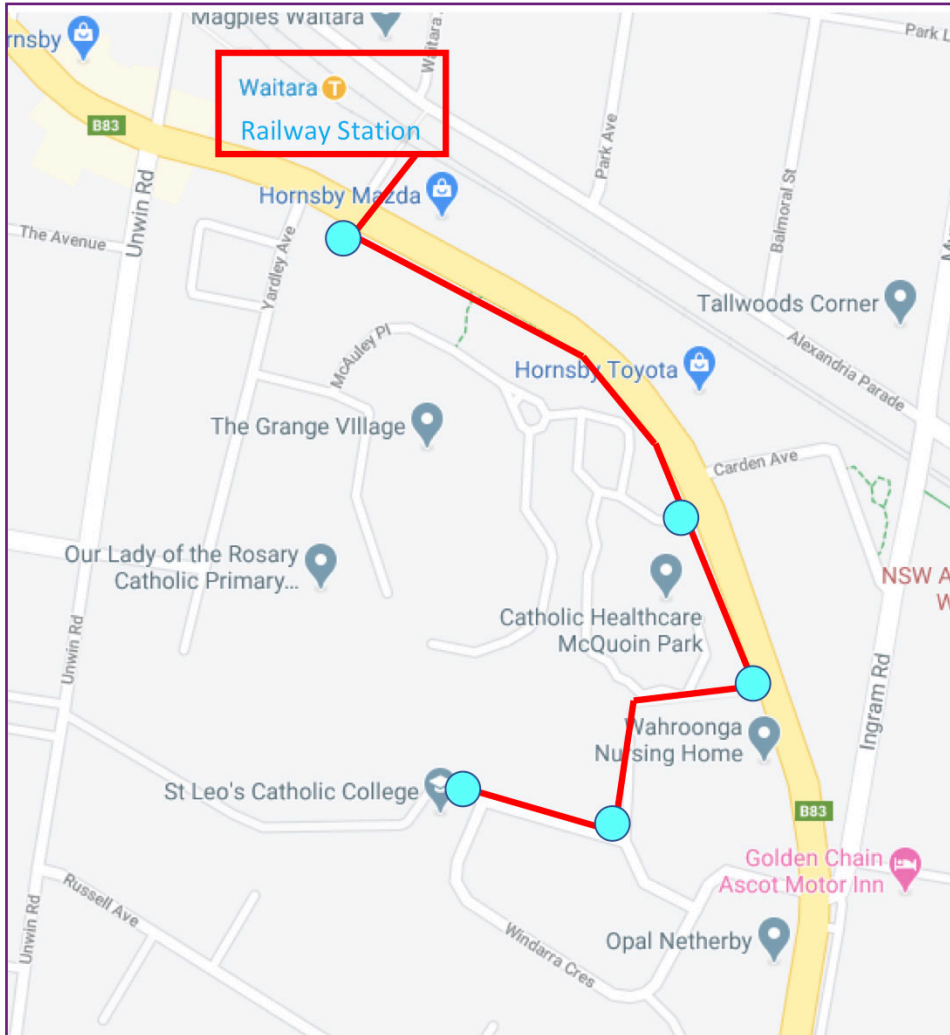 Magpies Waitara
Waitara
Park L
rnsby
Waitara T
Railway Station
B83
Unwin Rd
Park Ave
Balmoral St
Hornsby Mazda
The Avenue
Yardley Ave
Tallwoods Corner
McAuley Pl
Alexandria Parade
Hornsby Toyota
The Grange VIllage
Carden Ave
Our Lady of the Rosary
Catholic Primary...
NSW A
W
Catholic Healthcare
McQuoin Park
Unwin Rd
Ingram Rd
Wahroonga
Nursing Home
St Leo's Catholic College
B83
Golden Chain
Ascot Motor Inn
Russell Ave
Unwin Rd
Windarra Cres
Opal Netherby